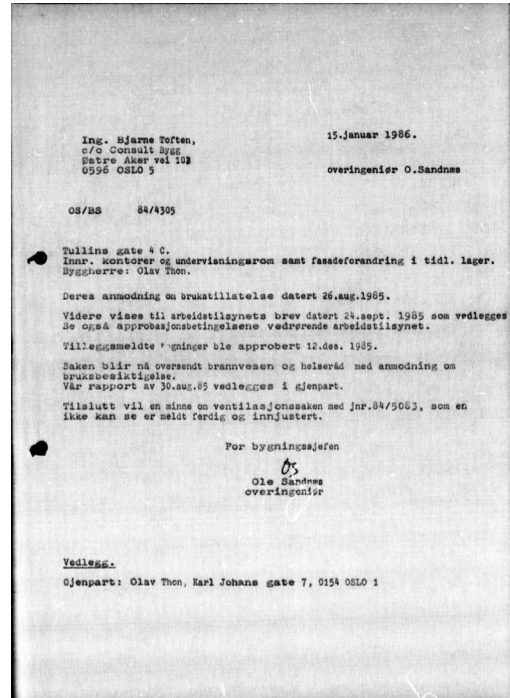 15.januar 1986.
Ing. Bjarne Toften,
c/o Consult Bygg
Østre Aker vei 103
0596 OSLO 5
overingeniør O.Sandnæs
OS/BS 84/4305
Tullins gate 4 C.
Innr. kontorer og undervisningsrom samt fasadeforandring i tidl. lager.
Byggherre: Olav Thon.
Deres anmodning om brukstillatelse datert 26.aug.1985.
Videre vises til arbeidstilsynets brev datert 24.sept. 1985 som vedlegges
Se også approbasjonsbetingelsene vedrørende arbeidstilsynet.
Tilleggsmeldte tegninger ble approbert 12.des. 1985.
Saken blir nå oversendt brannvesen og helseråd med anmodning om
bruksbesiktigelse.
Vår rapport av 30.aug.85 vedlegges i gjenpart.
Tilslutt vil en minne om ventilasjonssaken med jnr.84/5083, som en
ikke kan se er meldt ferdig og innjustert.
For bygningssjefen
OS
Ole Sandnæs
overingeniør
Vedlegg.
Gjenpart: Olav Thon, Karl Johans gate 7, 0154 OSLO 1